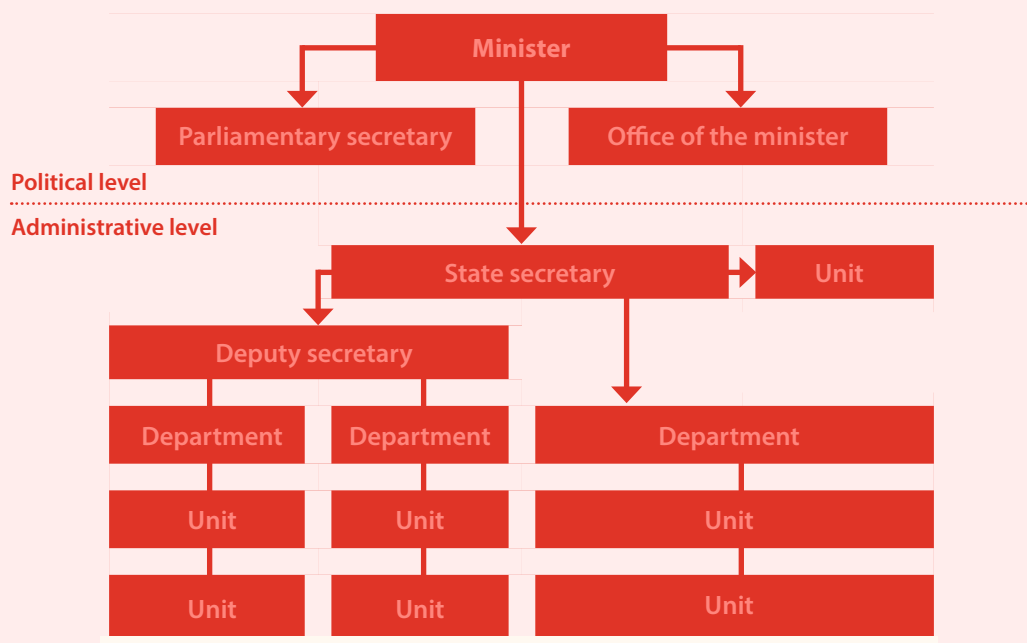 Minister
Parliamentary secretary
Office of the minister
Political level
Administrative level
State secretary
Unit
Deputy secretary
Department
Department
Department
Unit
Unit
Unit
Unit
Unit
Unit